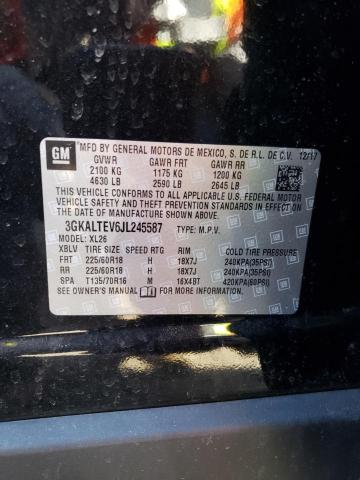 GM
MFD BY GENERAL MOTORS DE MEXICO, S. DE R.L. DE C.V. 12/17
GVWR GAWR FRT GAWR RR
2100 KG 1175 KG 1200 KG
4630 LB 2590 LB 2645 LB
THIS VEHICLE CONFORMS TO ALL APPLICABLE U.S. FEDERAL MOTOR
VEHICLE SAFETY AND THEFT PREVENTION STANDARDS IN EFFECT ON
THE DATE OF MANUFACTURE SHOWN ABOVE.
3GKALTEV6JL245587 TYPE: M.P.V.
MODEL: XL26
XBLV TIRE SIZE SPEED RTG RIM COLD TIRE PRESSURE
FRT 225/60R18 H 18X7J 240KPA(35PSI)
RR 225/60R18 H 18X7J 240KPA(35PSI)
SPA T135/70R16 M 16X4BT 420KPA(60PSI)
SEE OWNER'S MANUAL FOR MORE INFORMATION